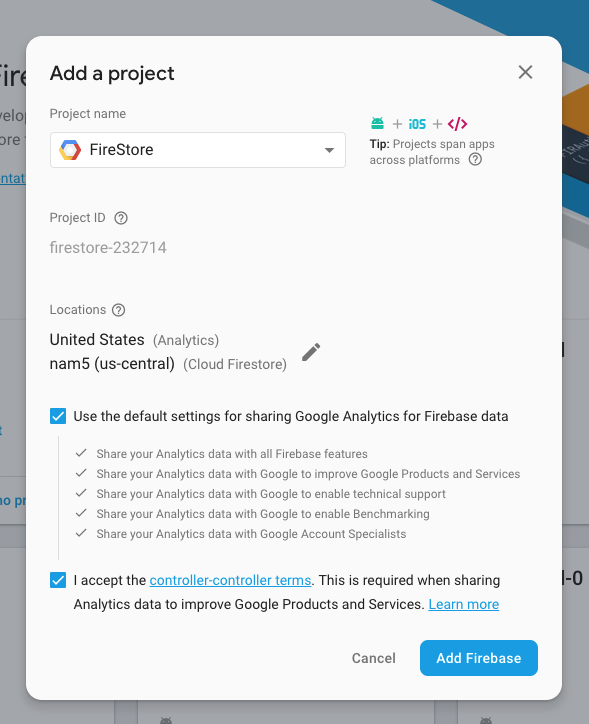 Add a project
Project name
FireStore
+ iOS + </>
Tip: Projects span apps
across platforms
Project ID
firestore-232714
Locations
United States (Analytics)
nam5 (us-central) (Cloud Firestore)
Use the default settings for sharing Google Analytics for Firebase data
Share your Analytics data with all Firebase features
Share your Analytics data with Google to improve Google Products and Services
Share your Analytics data with Google to enable technical support
Share your Analytics data with Google to enable Benchmarking
Share your Analytics data with Google Account Specialists
I accept the controller-controller terms. This is required when sharing
Analytics data to improve Google Products and Services. Learn more
Cancel
Add Firebase